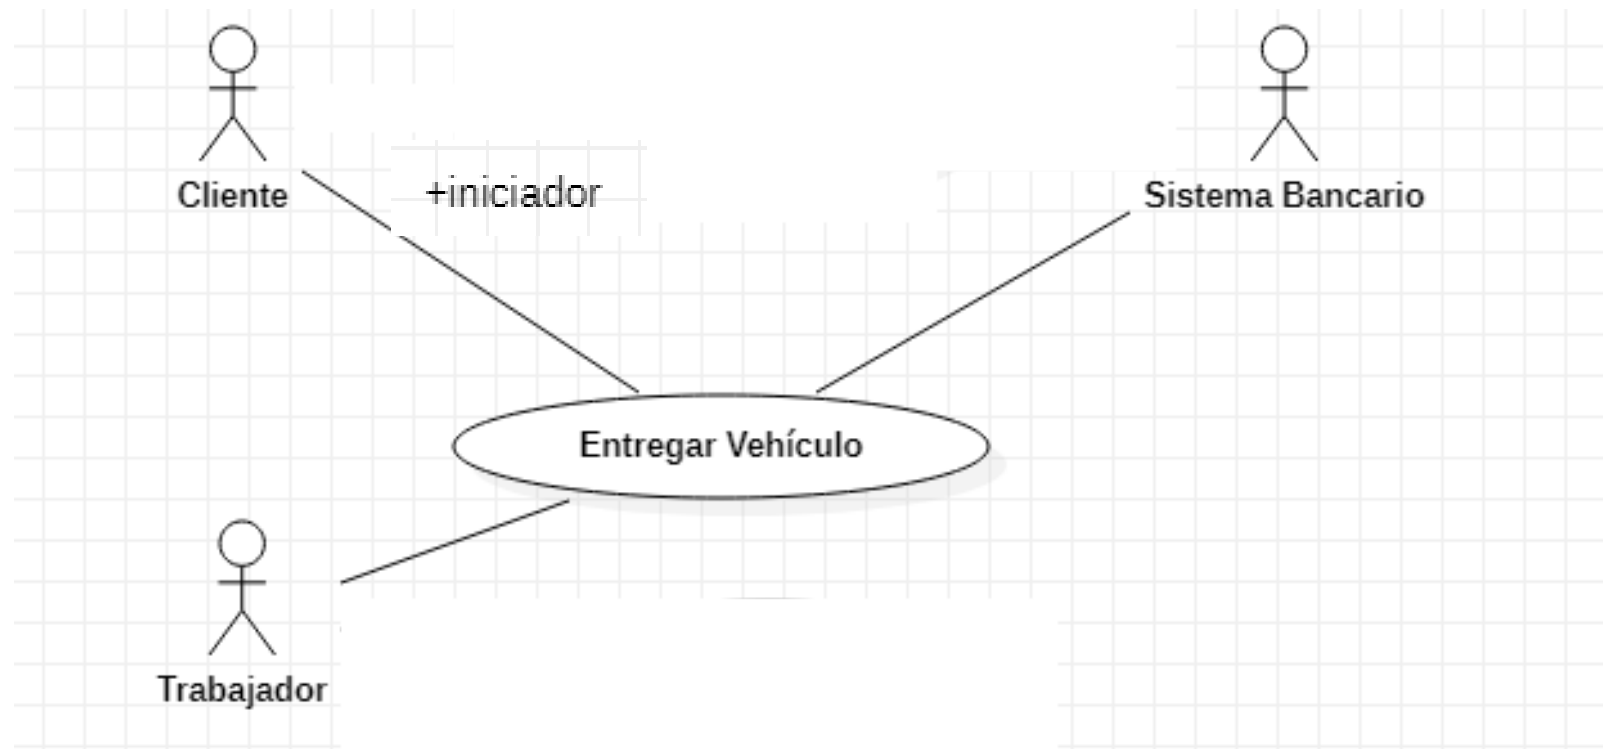 +iniciador
Cliente
Sistema Bancario
Entregar Vehículo
Trabajador